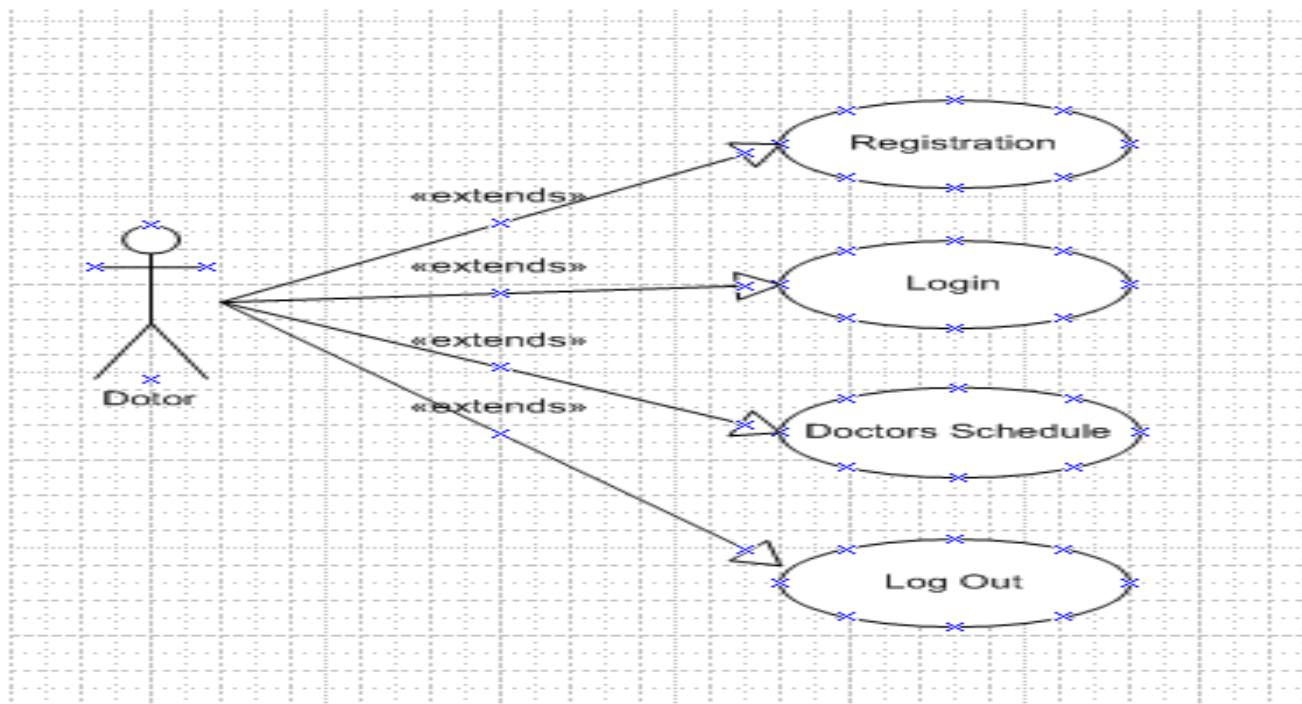 Registration
«extends»
«extends»
Login
«extends»
Dotor
«extends»
Doctors Schedule
Log Out